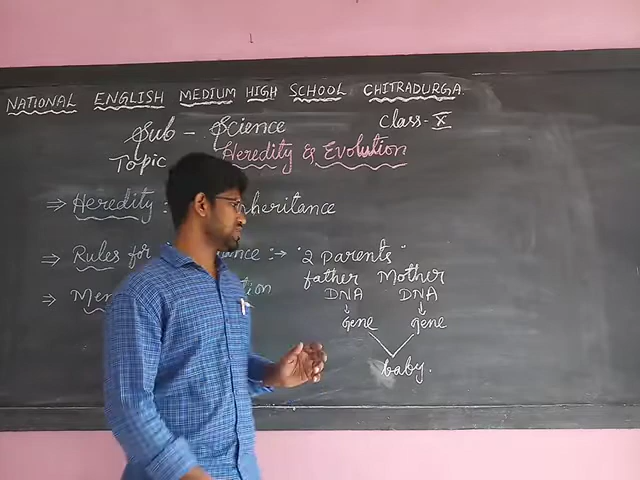 NATIONAL ENGLISH MEDIUM HIGH SCHOOL CHITRADURGA.
Sub - Science Class - X
Topic Heredity & Evolution
⇒ Heredity : inheritance
⇒ Rules for :→ "2 parents"
father Mother
DNA DNA
↓ ↓
Gene Gene
baby.